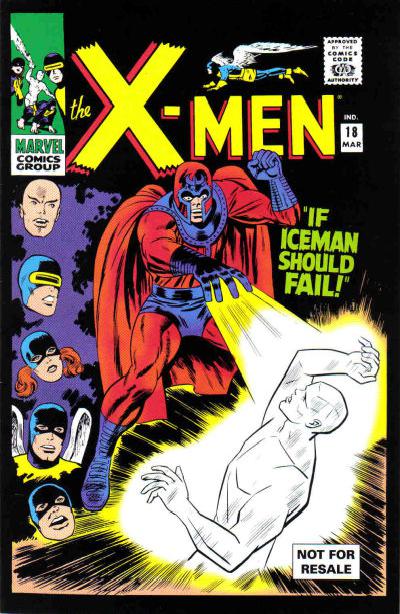 the X-MEN
APPROVED
BY THE
COMICS
CODE
AUTHORITY
IND.
18
MAR
MARVEL
COMICS
GROUP
"IF
ICEMAN
SHOULD
FAIL!"
NOT FOR
RESALE